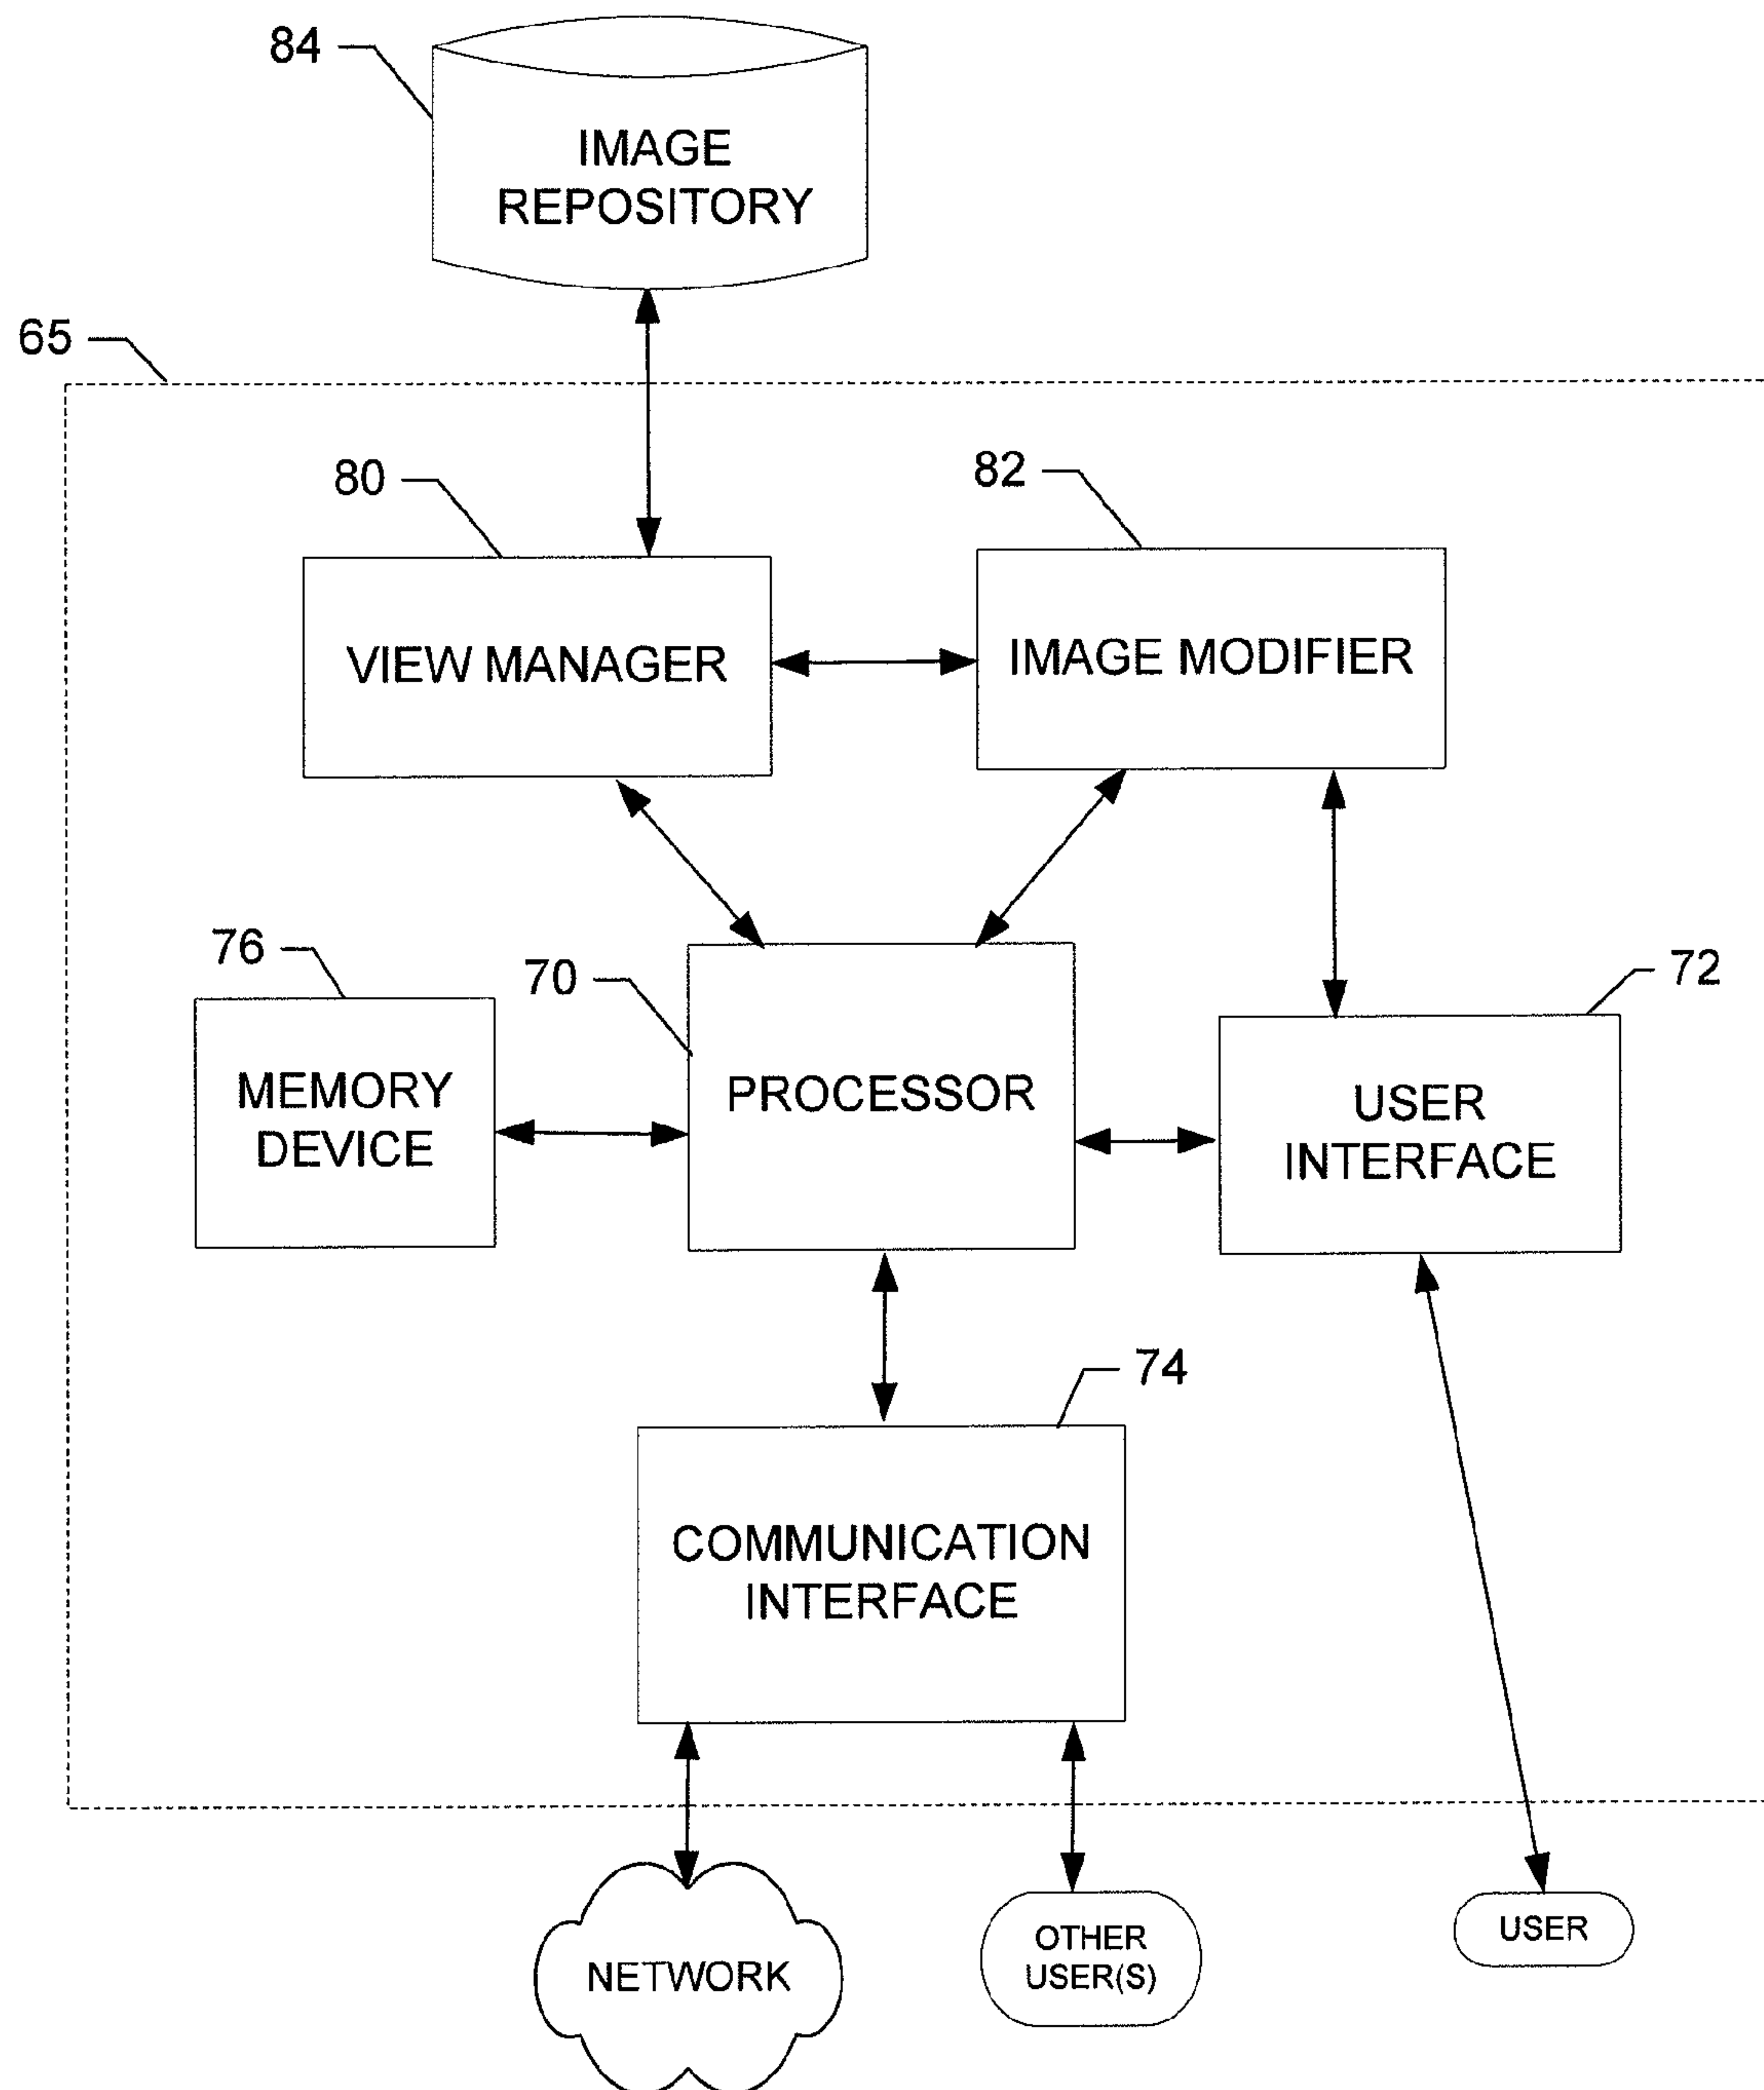 84
IMAGE
REPOSITORY
65
80
82
VIEW MANAGER
IMAGE MODIFIER
76
70
72
MEMORY
DEVICE
PROCESSOR
USER
INTERFACE
74
COMMUNICATION
INTERFACE
NETWORK
OTHER
USER(S)
USER